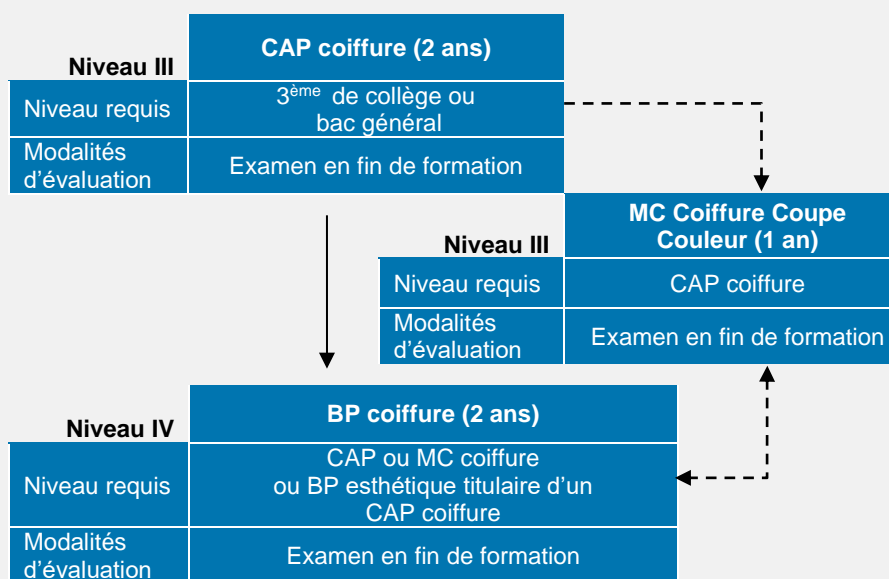 CAP coiffure (2 ans)
Niveau III
Niveau requis
3ème de collège ou
bac général
Modalités
d'évaluation
Examen en fin de formation
MC Coiffure Coupe
Couleur (1 an)
Niveau III
Niveau requis
CAP coiffure
Modalités
d'évaluation
Examen en fin de formation
BP coiffure (2 ans)
Niveau IV
Niveau requis
CAP ou MC coiffure
ou BP esthétique titulaire d'un
CAP coiffure
Modalités
d'évaluation
Examen en fin de formation